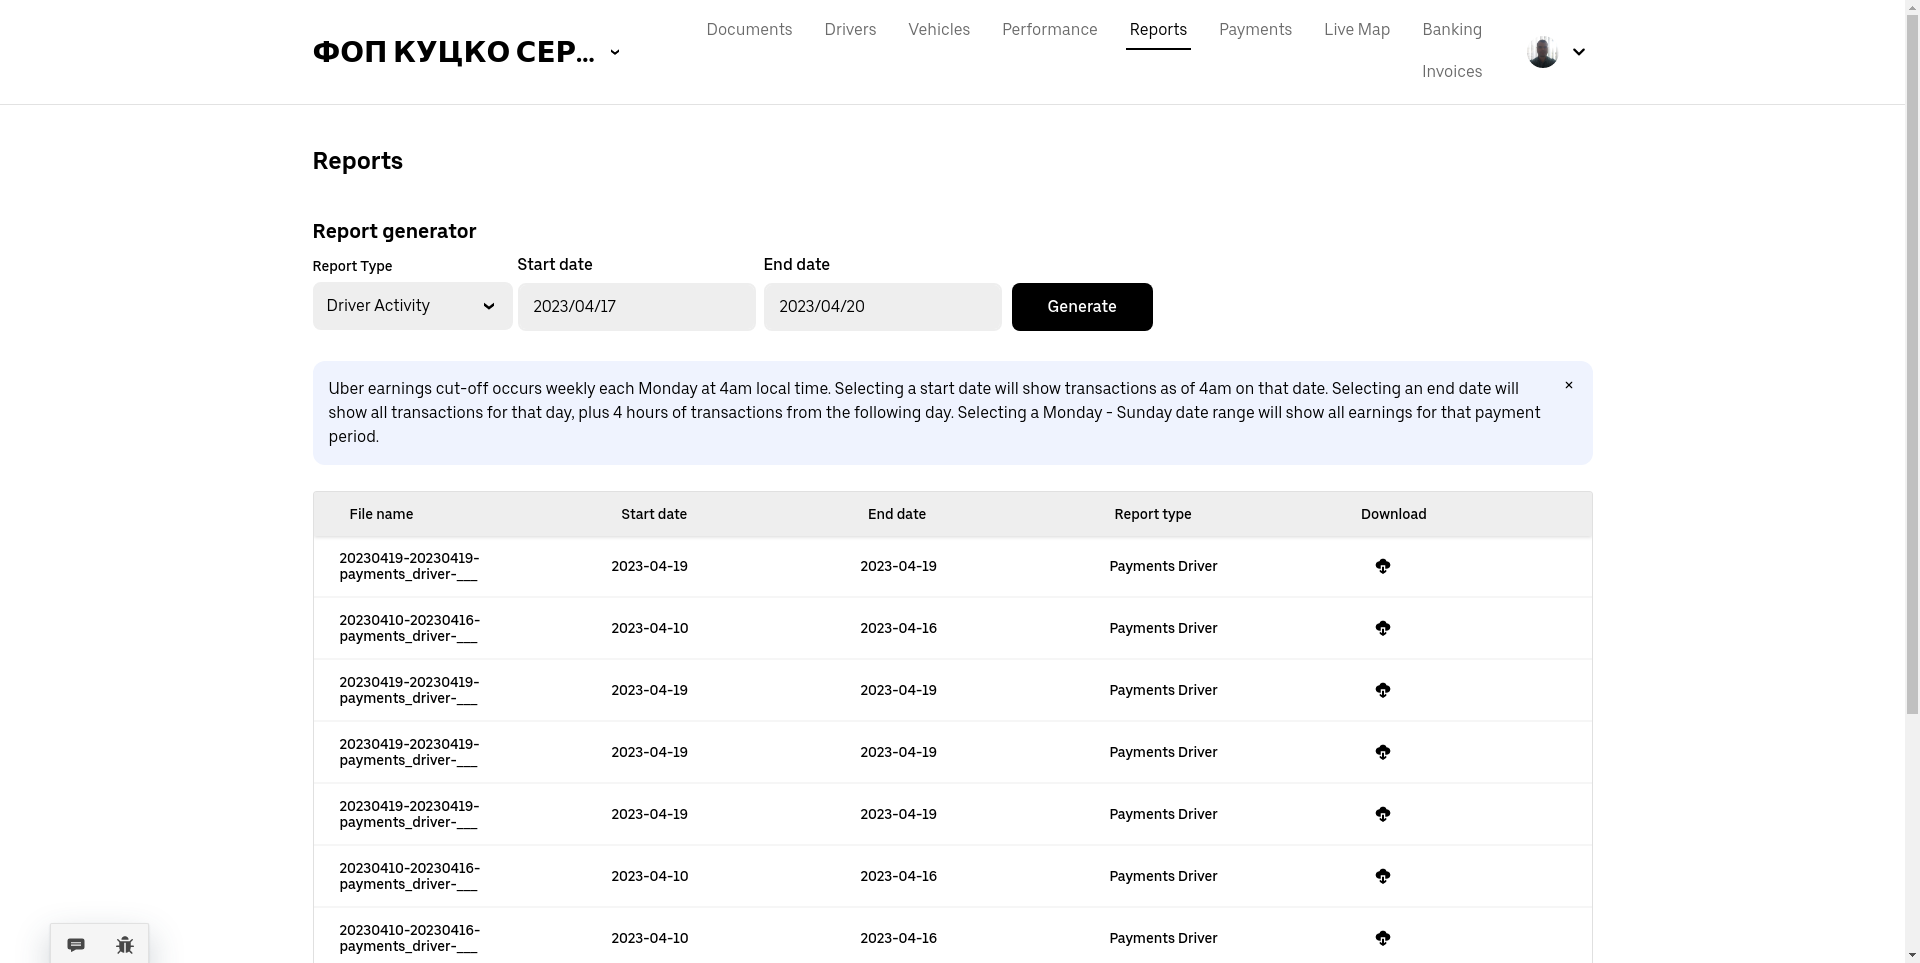 ФОП КУЦКО СЕР...
Documents Drivers Vehicles Performance Reports Payments Live Map Banking
Invoices
Reports
Report generator
Report Type Start date End date
Driver Activity 2023/04/17 2023/04/20 Generate
Uber earnings cut-off occurs weekly each Monday at 4am local time. Selecting a start date will show transactions as of 4am on that date. Selecting an end date will
show all transactions for that day, plus 4 hours of transactions from the following day. Selecting a Monday - Sunday date range will show all earnings for that payment
period.
File name Start date End date Report type Download
20230419-20230419-
payments_driver-___ 2023-04-19 2023-04-19 Payments Driver
20230410-20230416-
payments_driver-___ 2023-04-10 2023-04-16 Payments Driver
20230419-20230419-
payments_driver-___ 2023-04-19 2023-04-19 Payments Driver
20230419-20230419-
payments_driver-___ 2023-04-19 2023-04-19 Payments Driver
20230419-20230419-
payments_driver-___ 2023-04-19 2023-04-19 Payments Driver
20230410-20230416-
payments_driver-___ 2023-04-10 2023-04-16 Payments Driver
20230410-20230416-
payments_driver-___ 2023-04-10 2023-04-16 Payments Driver